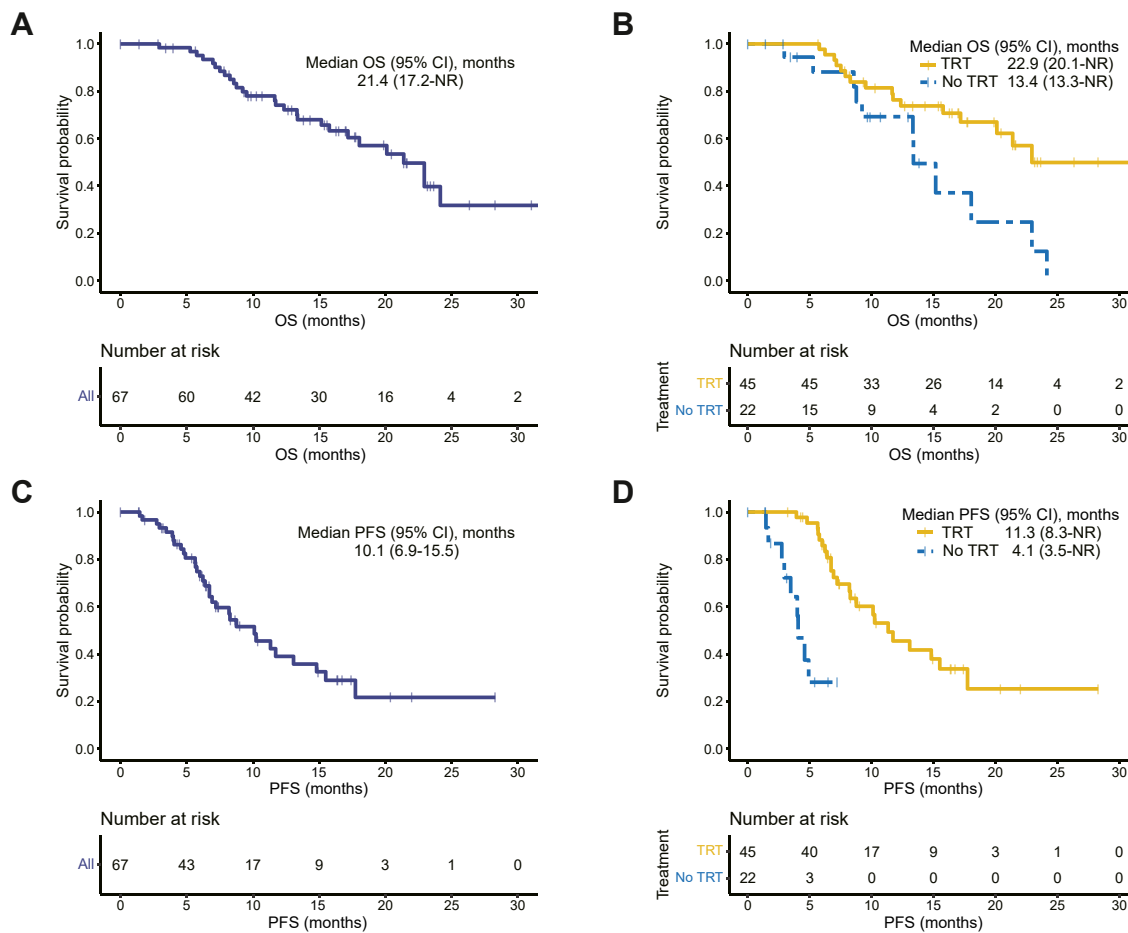 A
Survival probability
1.0
0.8
0.6
0.4
0.2
0.0
Median OS (95% CI), months
21.4 (17.2-NR)
0 5 10 15 20 25 30
OS (months)
Number at risk
All 67 60 42 30 16 4 2
0 5 10 15 20 25 30
OS (months)
B
Survival probability
1.0
0.8
0.6
0.4
0.2
0.0
Median OS (95% CI), months
TRT 22.9 (20.1-NR)
No TRT 13.4 (13.3-NR)
0 5 10 15 20 25 30
OS (months)
Number at risk
Treatment
TRT 45 45 33 26 14 4 2
No TRT 22 15 9 4 2 0 0
0 5 10 15 20 25 30
OS (months)
C
Survival probability
1.0
0.8
0.6
0.4
0.2
0.0
Median PFS (95% CI), months
10.1 (6.9-15.5)
0 5 10 15 20 25 30
PFS (months)
Number at risk
All 67 43 17 9 3 1 0
0 5 10 15 20 25 30
PFS (months)
D
Survival probability
1.0
0.8
0.6
0.4
0.2
0.0
Median PFS (95% CI), months
TRT 11.3 (8.3-NR)
No TRT 4.1 (3.5-NR)
0 5 10 15 20 25 30
PFS (months)
Number at risk
Treatment
TRT 45 40 17 9 3 1 0
No TRT 22 3 0 0 0 0 0
0 5 10 15 20 25 30
PFS (months)